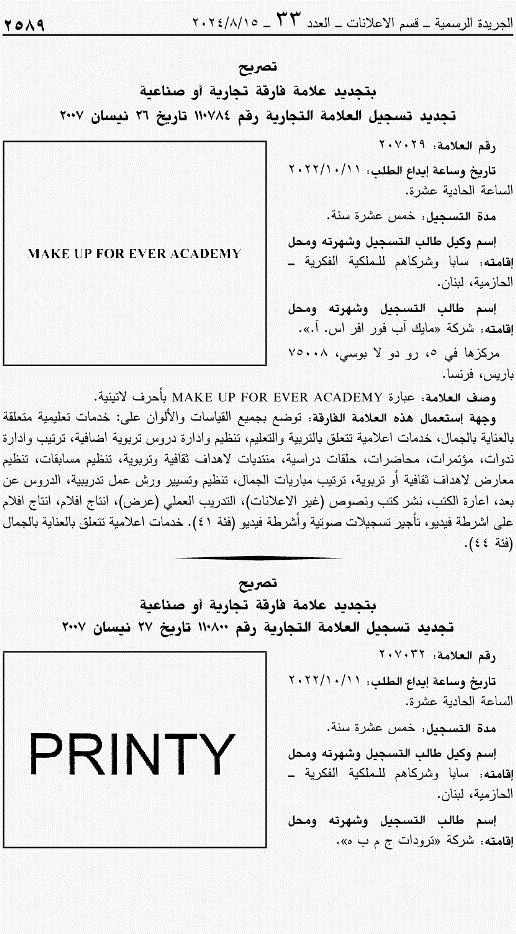 الجريدة الرسمية ــ قسم الاعلانات ــ العدد ٣٣ ــ ٢٠٢٤/٨/١٥
٢٥٨٩
تصريح
بتجديد علامة فارقة تجارية أو صناعية
تجديد تسجيل العلامة التجارية رقم ١١٠٧٨٤ تاريخ ٢٦ نيسان ٢٠٠٧
رقم العلامة: ٢٠٧٠٢٩
تاريخ وساعة إيداع الطلب: ٢٠٢٢/١٠/١١
الساعة الحادية عشرة.
مدة التسجيل: خمس عشرة سنة.
إسم وكيل طالب التسجيل وشهرته ومحل
إقامته: سابا وشركاهم للملكية الفكرية ــ
الحازمية، لبنان.
إسم طالب التسجيل وشهرته ومحل
إقامته: شركة «مايك آب فور افر اس. آ.».
مركزها في ٥، رو دو لا بوسي، ٧٥٠٠٨
باريس، فرنسا.
MAKE UP FOR EVER ACADEMY
وصف العلامة: عبارة MAKE UP FOR EVER ACADEMY بأحرف لاتينية.
وجهة إستعمال هذه العلامة الفارقة: توضع بجميع القياسات والألوان على: خدمات تعليمية متعلقة
بالعناية بالجمال، خدمات اعلامية تتعلق بالتربية والتعليم، تنظيم وادارة دروس تربوية اضافية، ترتيب وادارة
ندوات، مؤتمرات، محاضرات، حلقات دراسية، منتديات لاهداف ثقافية وتربوية، تنظيم مسابقات، تنظيم
معارض لاهداف ثقافية أو تربوية، ترتيب مباريات الجمال، تنظيم وتسيير ورش عمل تدريبية، الدروس عن
بعد، اعارة الكتب، نشر كتب ونصوص (غير الاعلانات)، التدريب العملي (عرض)، انتاج افلام، انتاج افلام
على اشرطة فيديو، تأجير تسجيلات صوتية وأشرطة فيديو (فئة ٤١). خدمات اعلامية تتعلق بالعناية بالجمال
(فئة ٤٤).
تصريح
بتجديد علامة فارقة تجارية أو صناعية
تجديد تسجيل العلامة التجارية رقم ١١٠٨٠٠ تاريخ ٢٧ نيسان ٢٠٠٧
رقم العلامة: ٢٠٧٠٣٢
تاريخ وساعة إيداع الطلب: ٢٠٢٢/١٠/١١
الساعة الحادية عشرة.
مدة التسجيل: خمس عشرة سنة.
إسم وكيل طالب التسجيل وشهرته ومحل
إقامته: سابا وشركاهم للملكية الفكرية ــ
الحازمية، لبنان.
إسم طالب التسجيل وشهرته ومحل
إقامته: شركة «ترودات ج م ب ه».
PRINTY